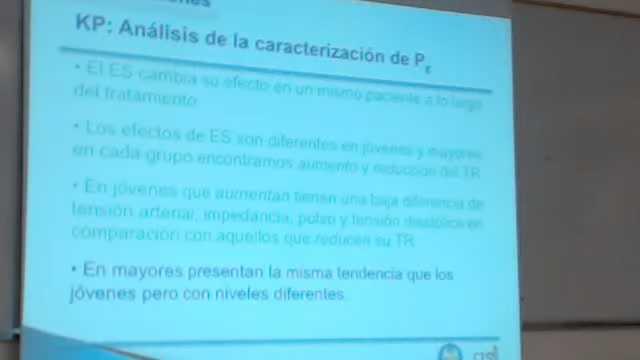 KP: Análisis de la caracterización de Pε
• El ES cambia su efecto en un mismo paciente a lo largo
del tratamiento
• Los efectos de ES son diferentes en jóvenes y mayores
en cada grupo encontramos aumento y reducción del TR
• En jóvenes que aumentan tienen una baja diferencia de
tensión arterial, impedancia, pulso y tensión diastólica en
comparación con aquellos que reducen su TR
• En mayores presentan la misma tendencia que los
jóvenes pero con niveles diferentes.